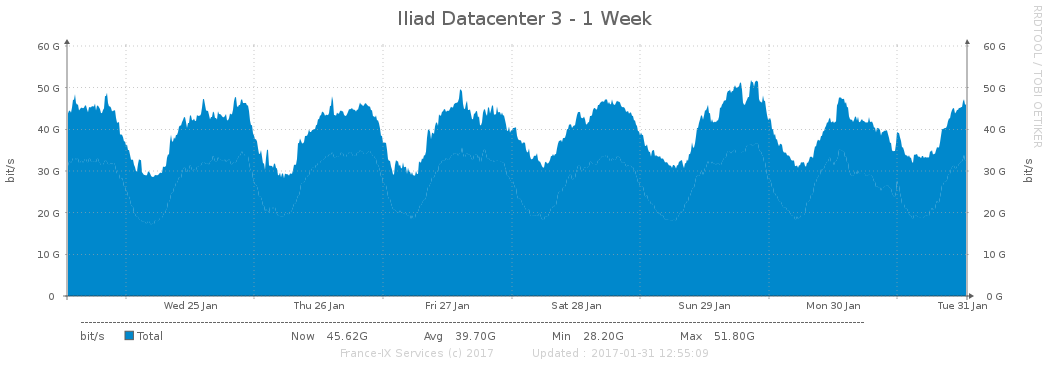 Iliad Datacenter 3 - 1 Week
RRDTOOL / TOBI OETIKER
60 G 60 G
50 G 50 G
40 G 40 G
30 G 30 G
20 G 20 G
10 G 10 G
0 0 G
bit/s bit/s
Wed 25 Jan Thu 26 Jan Fri 27 Jan Sat 28 Jan Sun 29 Jan Mon 30 Jan Tue 31 Jan
bit/s Total Now 45.62G Avg 39.70G Min 28.20G Max 51.80G
France-IX Services (c) 2017 Updated : 2017-01-31 12:55:09